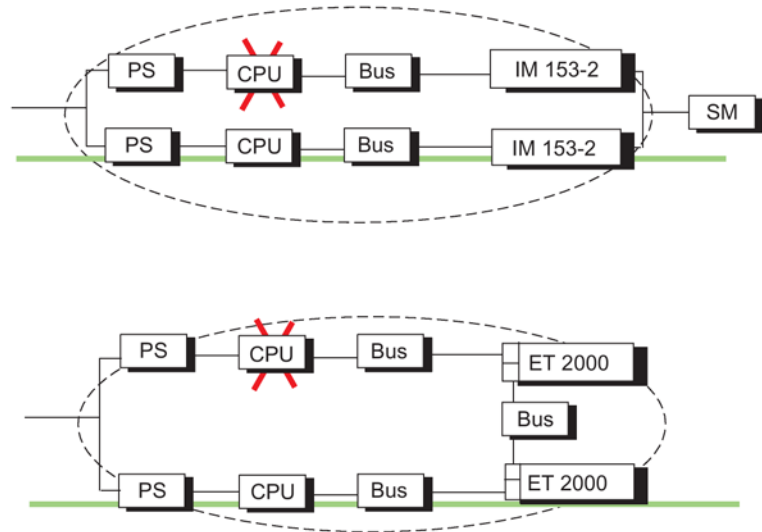 PS CPU Bus IM 153-2
SM
PS CPU Bus IM 153-2
PS CPU Bus ET 2000
Bus
PS CPU Bus ET 2000